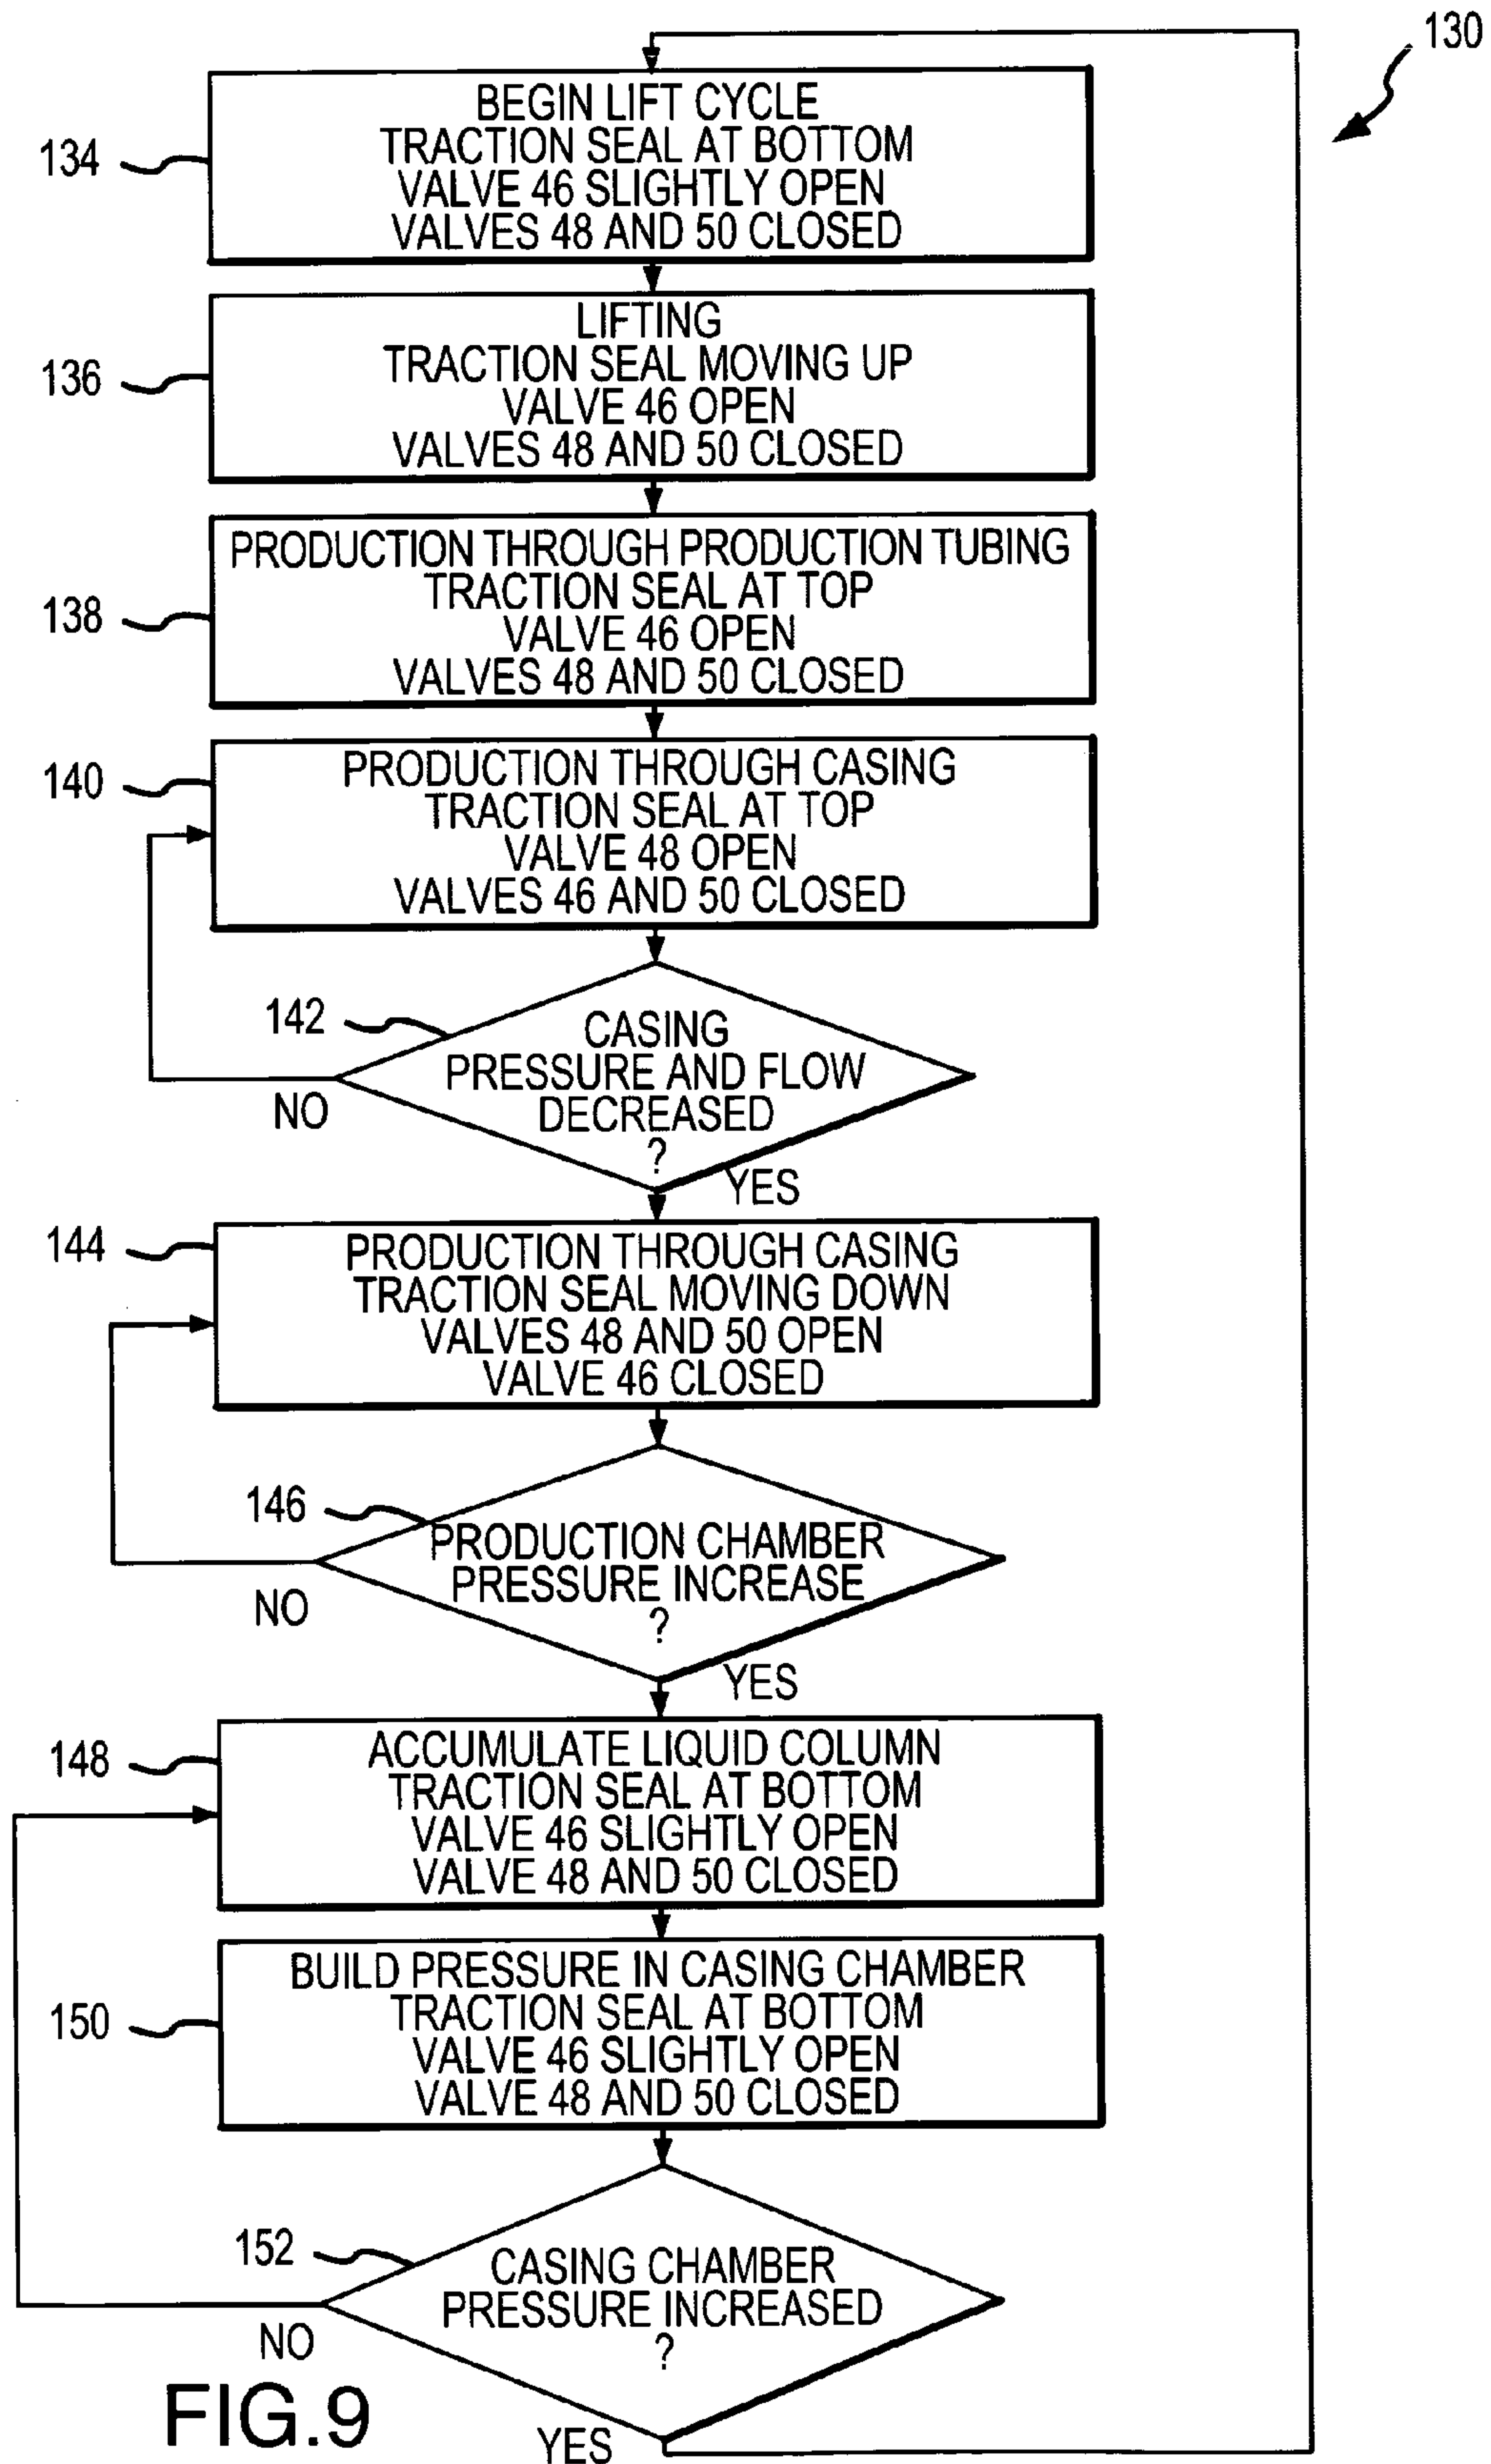 130
134
BEGIN LIFT CYCLE
TRACTION SEAL AT BOTTOM
VALVE 46 SLIGHTLY OPEN
VALVES 48 AND 50 CLOSED
136
LIFTING
TRACTION SEAL MOVING UP
VALVE 46 OPEN
VALVES 48 AND 50 CLOSED
138
PRODUCTION THROUGH PRODUCTION TUBING
TRACTION SEAL AT TOP
VALVE 46 OPEN
VALVES 48 AND 50 CLOSED
140
PRODUCTION THROUGH CASING
TRACTION SEAL AT TOP
VALVE 48 OPEN
VALVES 46 AND 50 CLOSED
142
CASING
PRESSURE AND FLOW
DECREASED
?
NO
YES
144
PRODUCTION THROUGH CASING
TRACTION SEAL MOVING DOWN
VALVES 48 AND 50 OPEN
VALVE 46 CLOSED
146
PRODUCTION CHAMBER
PRESSURE INCREASE
?
NO
YES
148
ACCUMULATE LIQUID COLUMN
TRACTION SEAL AT BOTTOM
VALVE 46 SLIGHTLY OPEN
VALVE 48 AND 50 CLOSED
150
BUILD PRESSURE IN CASING CHAMBER
TRACTION SEAL AT BOTTOM
VALVE 46 SLIGHTLY OPEN
VALVE 48 AND 50 CLOSED
152
CASING CHAMBER
PRESSURE INCREASED
?
NO
YES
FIG.9